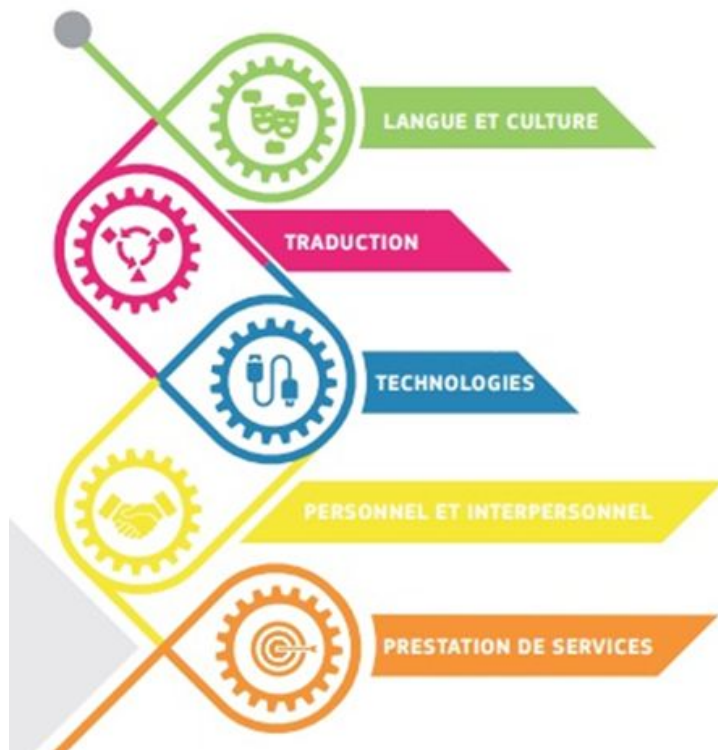 LANGUE ET CULTURE
TRADUCTION
TECHNOLOGIES
PERSONNEL ET INTERPERSONNEL
PRESTATION DE SERVICES